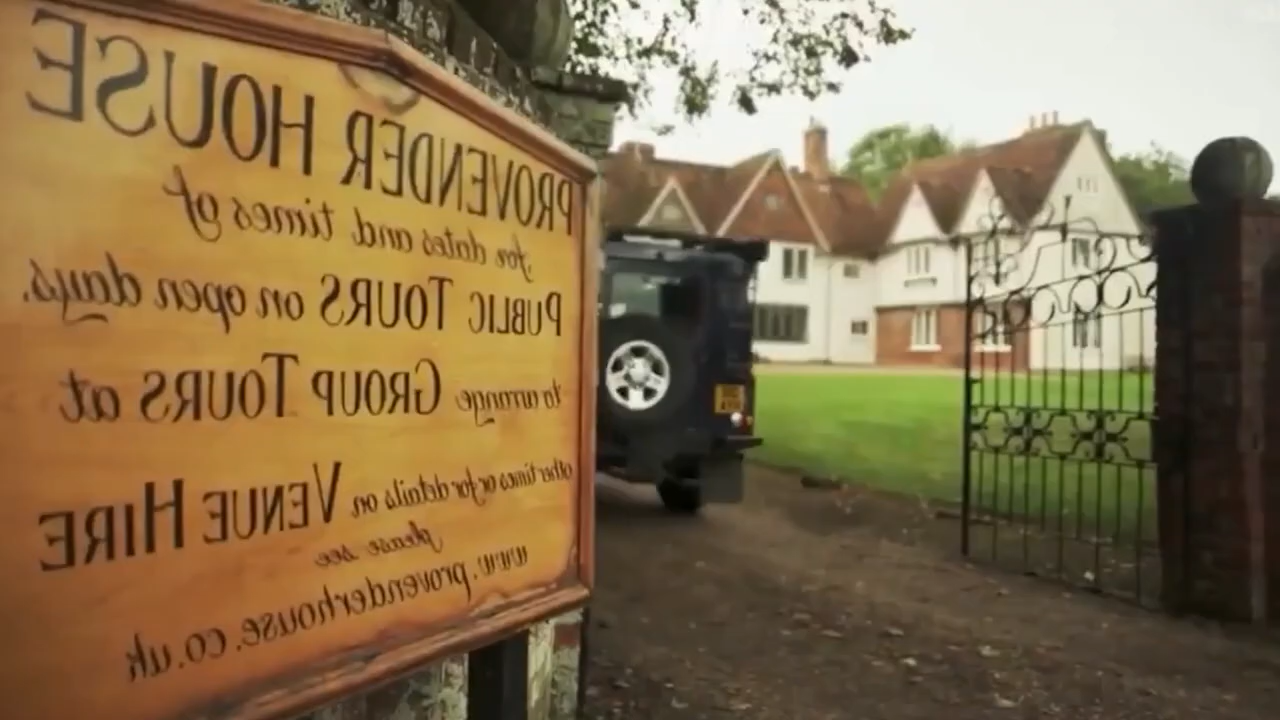 PROVENDER HOUSE
for dates and times of
PUBLIC TOURS on open days.
to arrange GROUP TOURS at
other times or for details on VENUE HIRE
please see
www.provenderhouse.co.uk